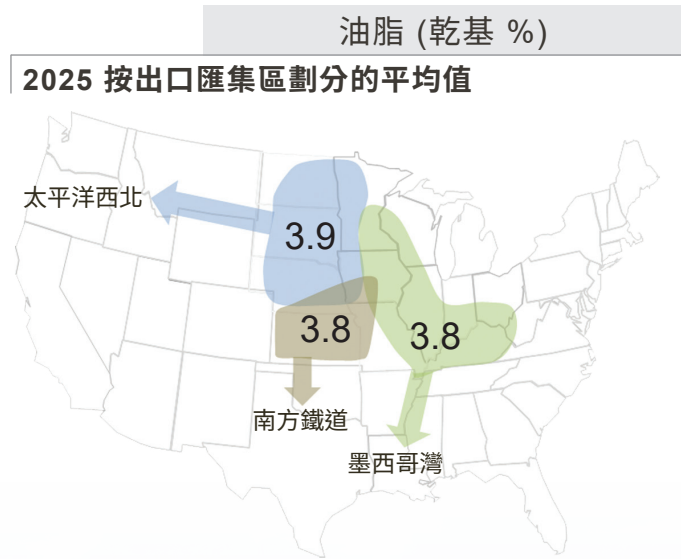 油脂 (乾基 %)
2025 按出口匯集區劃分的平均值
太平洋西北
3.9
3.8
3.8
南方鐵道
墨西哥灣